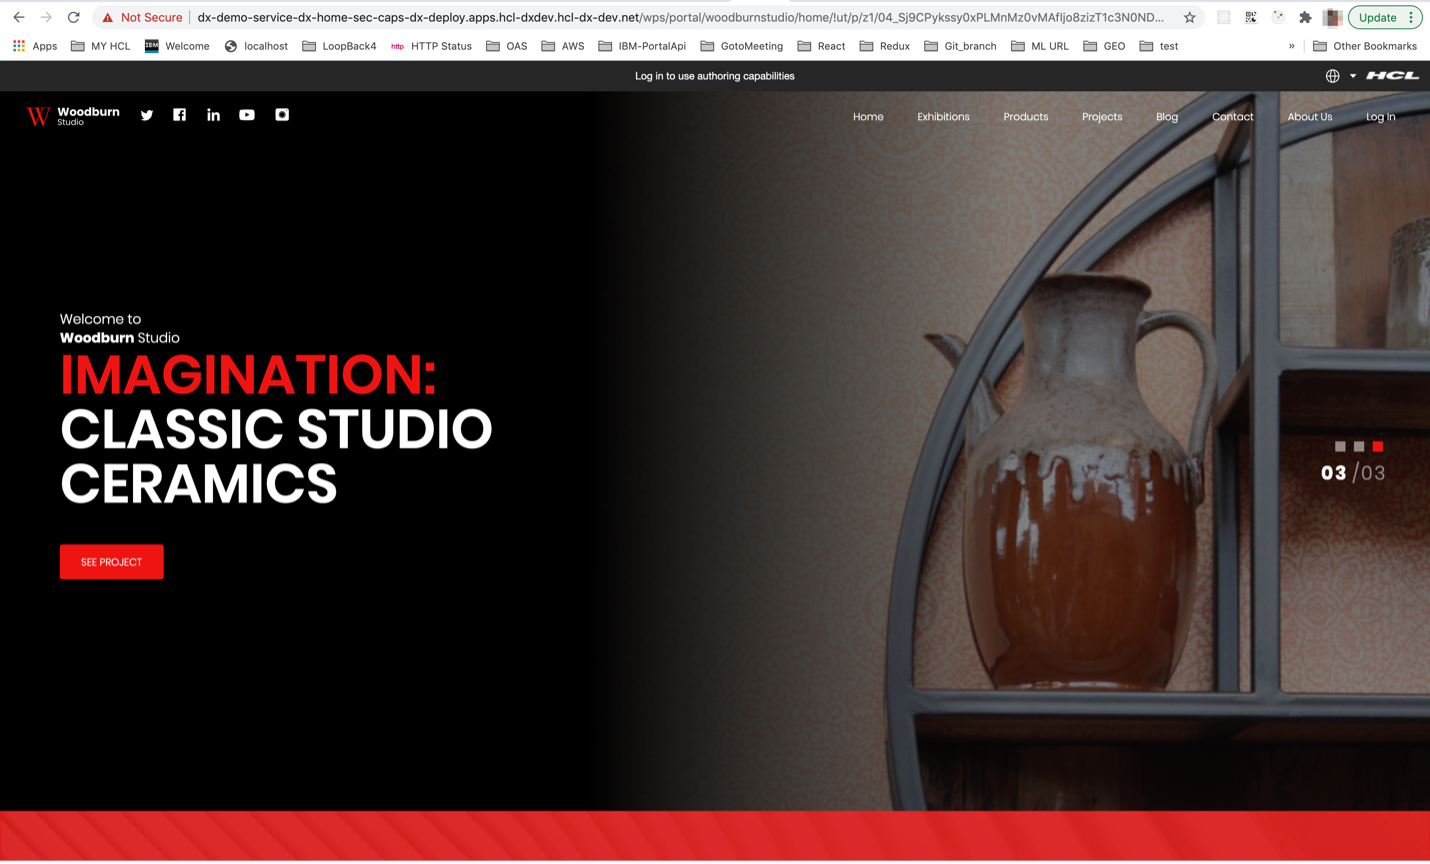 Not Secure | dx-demo-service-dx-home-sec-caps-dx-deploy.apps.hcl-dxdev.hcl-dx-dev.net/wps/portal/woodburnstudio/home/!ut/p/z1/04_Sj9CPykssy0xPLMnMz0vMAfIjo8zizT1c3N0ND... Update
Apps MY HCL IBM Welcome localhost LoopBack4 http HTTP Status OAS AWS IBM-PortalApi GotoMeeting React Redux Git_branch ML URL GEO test » Other Bookmarks
Log in to use authoring capabilities HCL
W Woodburn
Studio
Home Exhibitions Products Projects Blog Contact About Us Log In
Welcome to
Woodburn Studio
IMAGINATION:
CLASSIC STUDIO
CERAMICS
03 /03
SEE PROJECT